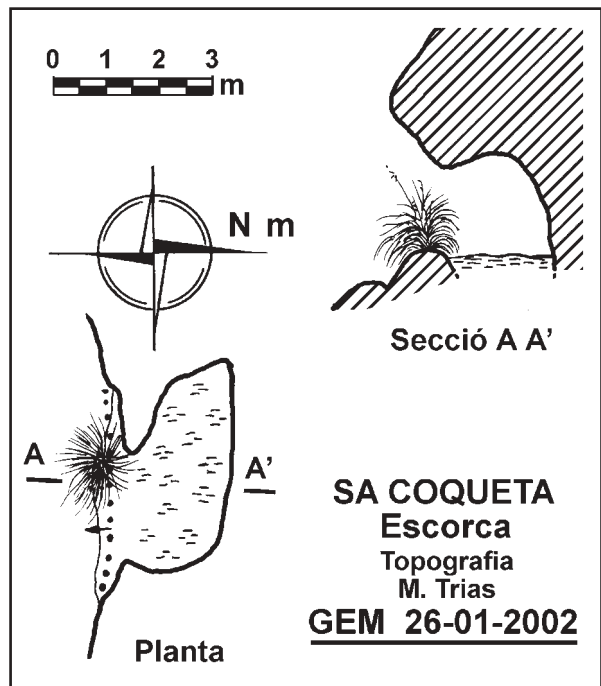 0 1 2 3
m
N m
Secció A A’
A
A’
SA COQUETA
Escorca
Topografia
M. Trias
GEM 26-01-2002
Planta